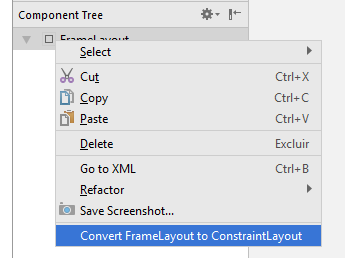 Component Tree
FrameLayout
Select
Cut Ctrl+X
Copy Ctrl+C
Paste Ctrl+V
Delete Excluir
Go to XML Ctrl+B
Refactor
Save Screenshot...
Convert FrameLayout to ConstraintLayout